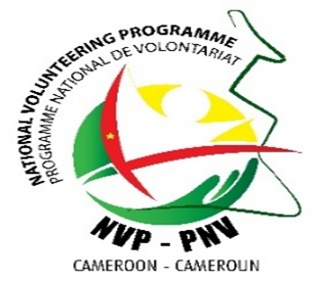 NATIONAL VOLUNTEERING PROGRAMME
PROGRAMME NATIONAL DE VOLONTARIAT
NVP - PNV
CAMEROON - CAMEROUN